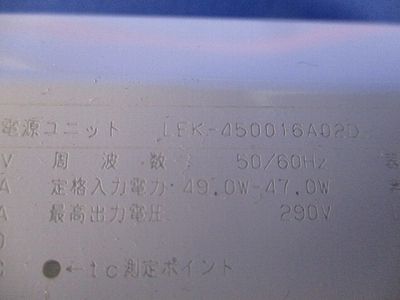 電源ユニット LEK-450016A02D
V 周波数 50/60Hz
A 定格入力電力 49.0W-47.0W
A 最高出力電圧 290V
●←tc測定ポイント